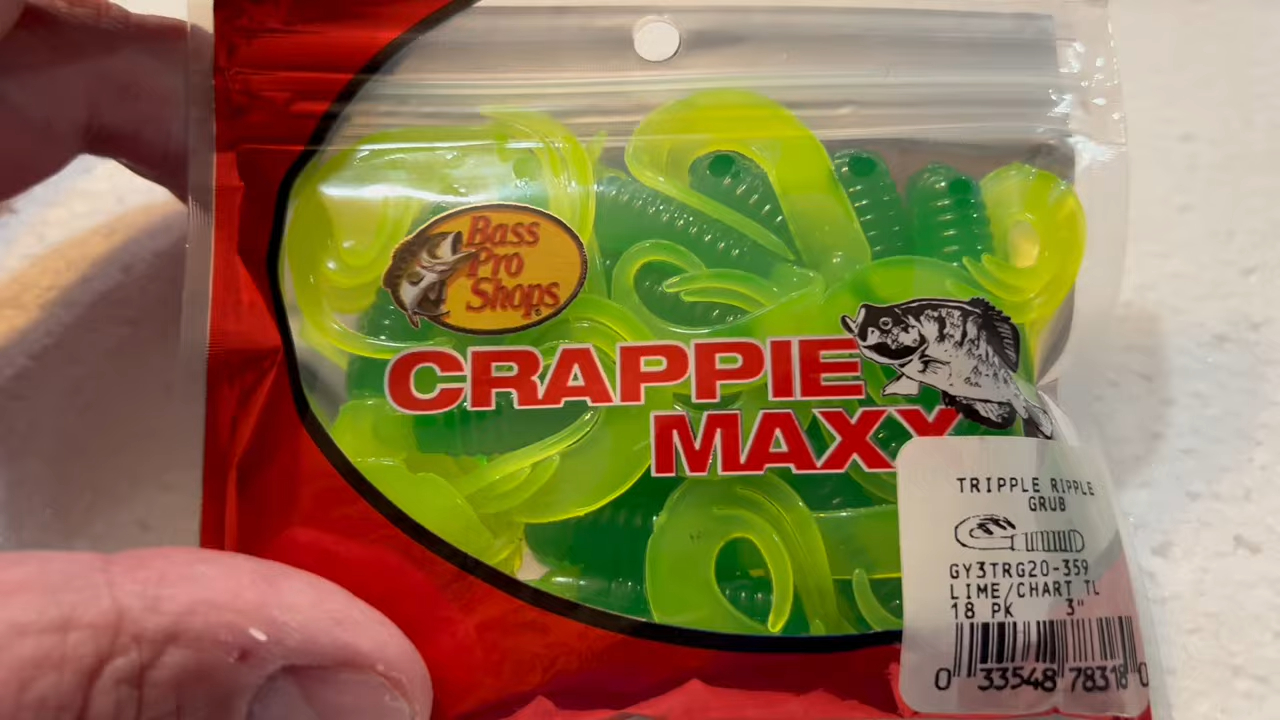 Bass
Pro
Shops
CRAPPIE
MAXX
TRIPPLE RIPPLE
GRUB
GY3TRG20-359
LIME/CHART TL
18 PK 3"
0 33548 78318 0